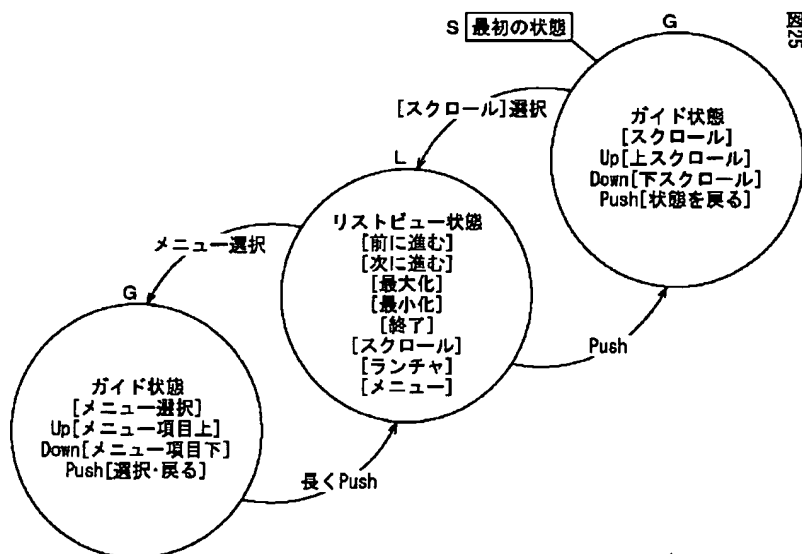 図25
S 最初の状態
G
ガイド状態
[スクロール]
Up[上スクロール]
Down[下スクロール]
Push[状態を戻る]
[スクロール]選択
L
リストビュー状態
[前に進む]
[次に進む]
[最大化]
[最小化]
[終了]
[スクロール]
[ランチャ]
[メニュー]
Push
メニュー選択
G
ガイド状態
[メニュー選択]
Up[メニュー項目上]
Down[メニュー項目下]
Push[選択・戻る]
長くPush